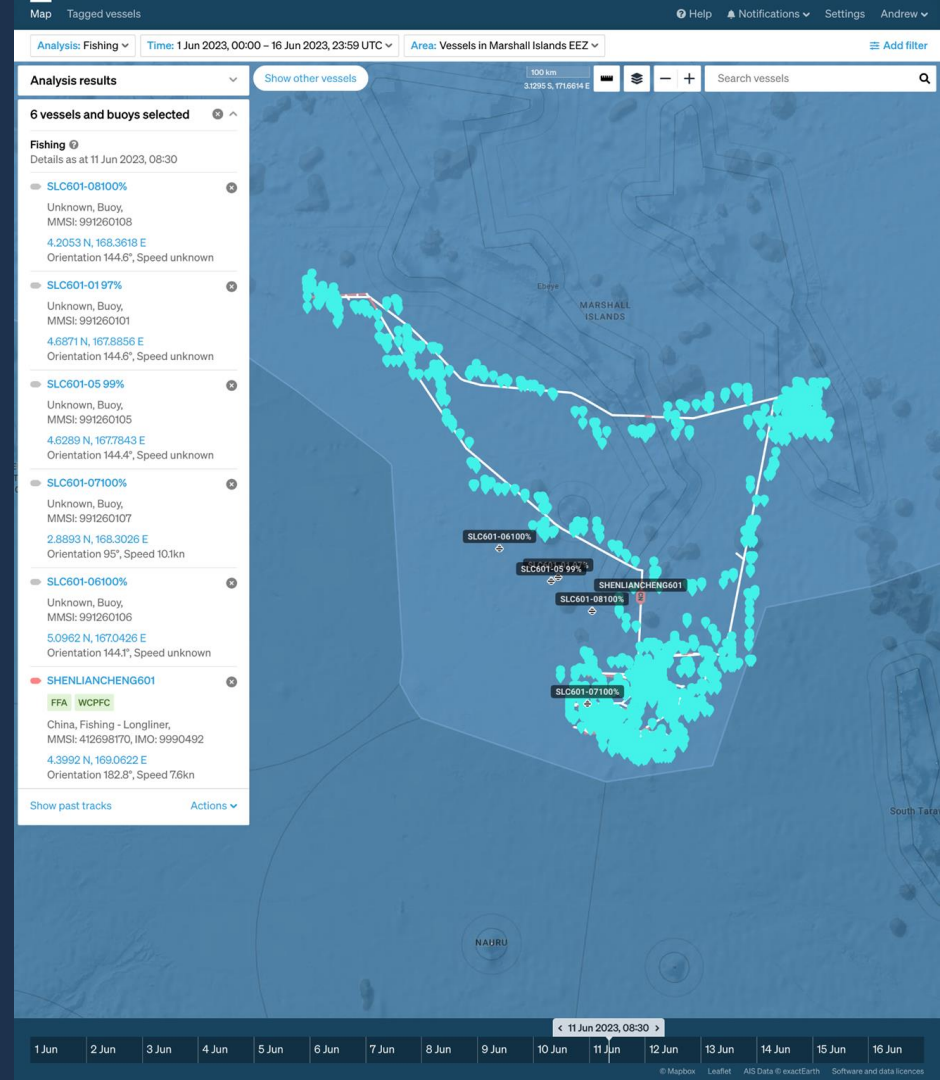 Map Tagged vessels Help Notifications Settings Andrew
Analysis: Fishing Time: 1 Jun 2023, 00:00 – 16 Jun 2023, 23:59 UTC Area: Vessels in Marshall Islands EEZ Add filter
Analysis results
Show other vessels
100 km
3.1295 S, 171.6614 E
Search vessels
6 vessels and buoys selected
Fishing
Details as at 11 Jun 2023, 08:30
SLC601-08100%
Unknown, Buoy,
MMSI: 991260108
4.2053 N, 168.3618 E
Orientation 144.6°, Speed unknown
SLC601-01 97%
Unknown, Buoy,
MMSI: 991260101
4.6871 N, 167.8856 E
Orientation 144.6°, Speed unknown
SLC601-05 99%
Unknown, Buoy,
MMSI: 991260105
4.6289 N, 167.7843 E
Orientation 144.4°, Speed unknown
SLC601-07100%
Unknown, Buoy,
MMSI: 991260107
2.8893 N, 168.3026 E
Orientation 95°, Speed 10.1kn
SLC601-06100%
Unknown, Buoy,
MMSI: 991260106
5.0962 N, 167.0426 E
Orientation 144.1°, Speed unknown
SHENLIANCHENG601
FFA WCPFC
China, Fishing - Longliner,
MMSI: 412698170, IMO: 9990492
4.3992 N, 169.0622 E
Orientation 182.8°, Speed 7.6kn
Show past tracks Actions
Ebeye
MARSHALL
ISLANDS
SLC601-06100%
SLC601-05 99%
SHENLIANCHENG601
SLC601-08100%
SLC601-07100%
South Tara
NAURU
11 Jun 2023, 08:30
1 Jun 2 Jun 3 Jun 4 Jun 5 Jun 6 Jun 7 Jun 8 Jun 9 Jun 10 Jun 11 Jun 12 Jun 13 Jun 14 Jun 15 Jun 16 Jun
© Mapbox Leaflet AIS Data © exactEarth Software and data licences